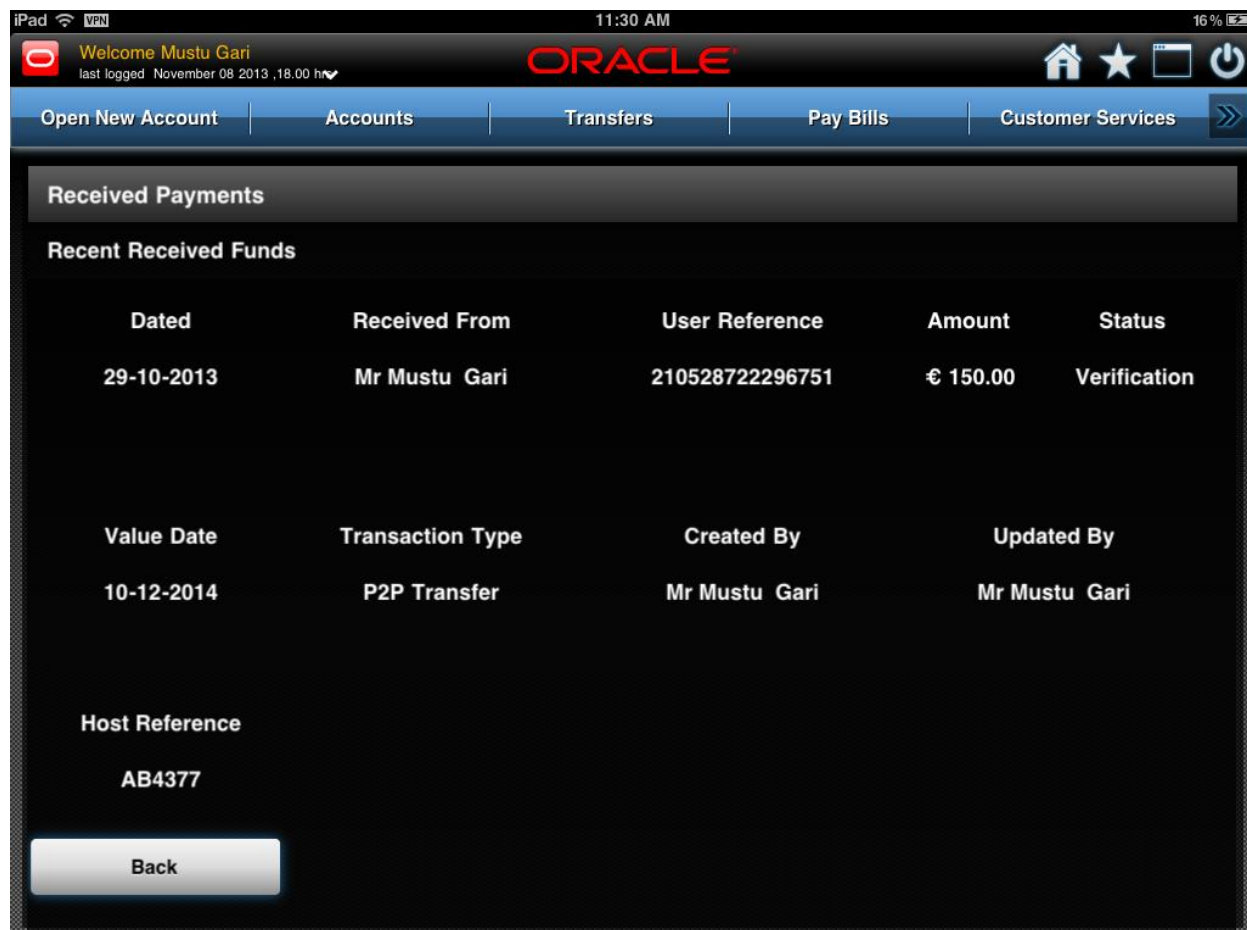 iPad VPN 11:30 AM 16%
Welcome Mustu Gari
last logged November 08 2013 ,18.00 hrs
ORACLE
Open New Account Accounts Transfers Pay Bills Customer Services
Received Payments
Recent Received Funds
Dated Received From User Reference Amount Status
29-10-2013 Mr Mustu Gari 210528722296751 € 150.00 Verification
Value Date Transaction Type Created By Updated By
10-12-2014 P2P Transfer Mr Mustu Gari Mr Mustu Gari
Host Reference
AB4377
Back